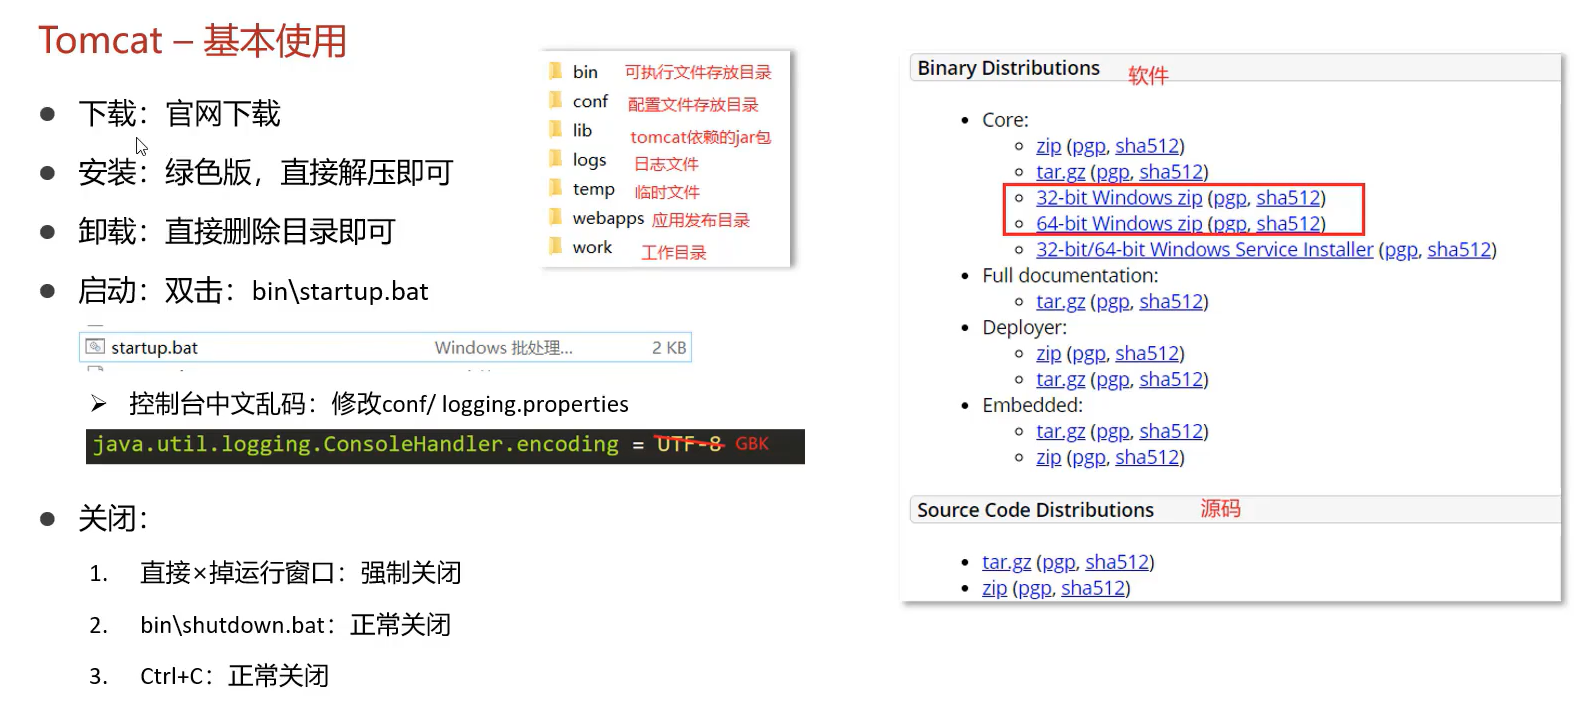 Tomcat – 基本使用
下载：官网下载
安装：绿色版，直接解压即可
卸载：直接删除目录即可
启动：双击：bin\startup.bat
startup.bat Windows 批处理... 2 KB
控制台中文乱码：修改conf/ logging.properties
java.util.logging.ConsoleHandler.encoding = UTF-8 GBK
关闭：
1. 直接×掉运行窗口：强制关闭
2. bin\shutdown.bat：正常关闭
3. Ctrl+C：正常关闭
bin 可执行文件存放目录
conf 配置文件存放目录
lib tomcat依赖的jar包
logs 日志文件
temp 临时文件
webapps 应用发布目录
work 工作目录
Binary Distributions 软件
Core:
zip (pgp, sha512)
tar.gz (pgp, sha512)
32-bit Windows zip (pgp, sha512)
64-bit Windows zip (pgp, sha512)
32-bit/64-bit Windows Service Installer (pgp, sha512)
Full documentation:
tar.gz (pgp, sha512)
Deployer:
zip (pgp, sha512)
tar.gz (pgp, sha512)
Embedded:
tar.gz (pgp, sha512)
zip (pgp, sha512)
Source Code Distributions 源码
tar.gz (pgp, sha512)
zip (pgp, sha512)